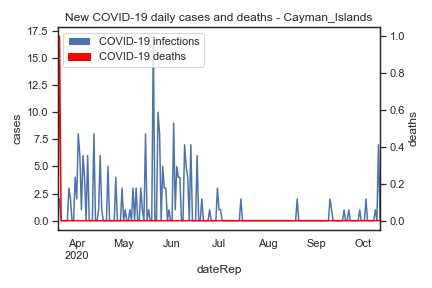 New COVID-19 daily cases and deaths - Cayman_Islands
COVID-19 infections
COVID-19 deaths
17.5
15.0
12.5
10.0
7.5
5.0
2.5
0.0
cases
1.0
0.8
0.6
0.4
0.2
0.0
deaths
Apr May Jun Jul Aug Sep Oct
2020
dateRep